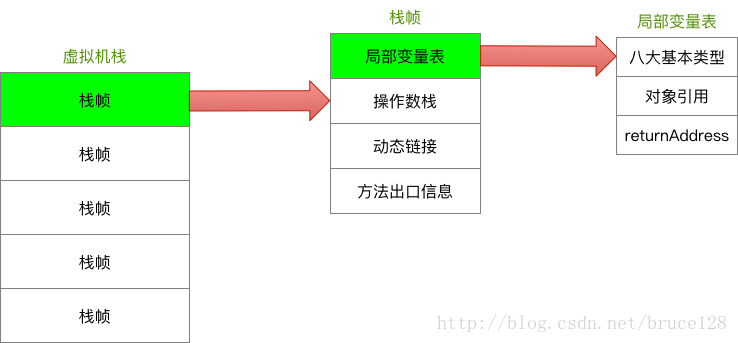 虚拟机栈
栈帧
栈帧
栈帧
栈帧
栈帧
栈帧
局部变量表
操作数栈
动态链接
方法出口信息
局部变量表
八大基本类型
对象引用
returnAddress
http://blog.csdn.net/bruce128